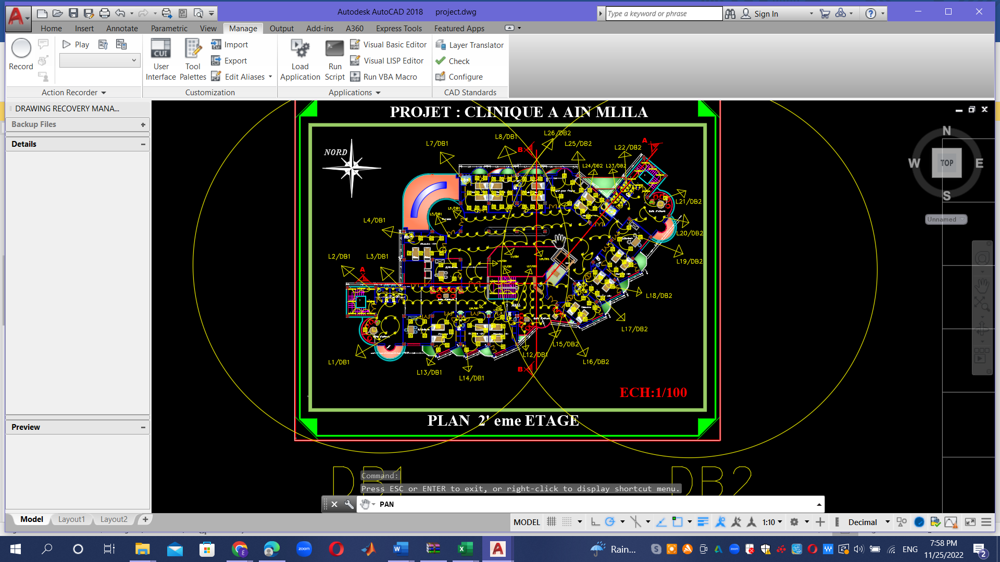 Autodesk AutoCAD 2018 project.dwg
Type a keyword or phrase
Sign In
Home Insert Annotate Parametric View Manage Output Add-ins A360 Express Tools Featured Apps
Record
Play
CUI
User Interface
Tool Palettes
Import
Export
Edit Aliases
Load Application
Run Script
Visual Basic Editor
Visual LISP Editor
Run VBA Macro
Layer Translator
Check
Configure
Action Recorder
Customization
Applications
CAD Standards
DRAWING RECOVERY MANA...
Backup Files
Details
Preview
PROJET : CLINIQUE A AIN MLILA
NORD
L7/DB1
L8/DB1
L26/DB2
L25/DB2
L22/DB2
L24/DB2
L23/DB2
A
B
L21/DB2
L20/DB2
L19/DB2
L18/DB2
L17/DB2
L16/DB2
L15/DB2
L12/DB1
L14/DB1
L13/DB1
L1/DB1
L2/DB1
L3/DB1
L4/DB1
L5/DB1
L6/DB1
A
B
HALL
ECH:1/100
PLAN 2' eme ETAGE
DB1
DB2
N
W
TOP
E
S
Unnamed
Command:
Press ESC or ENTER to exit, or right-click to display shortcut menu.
PAN
Model Layout1 Layout2
MODEL
1:10
Decimal
Rain...
ENG
7:58 PM
11/25/2022
2
zoom